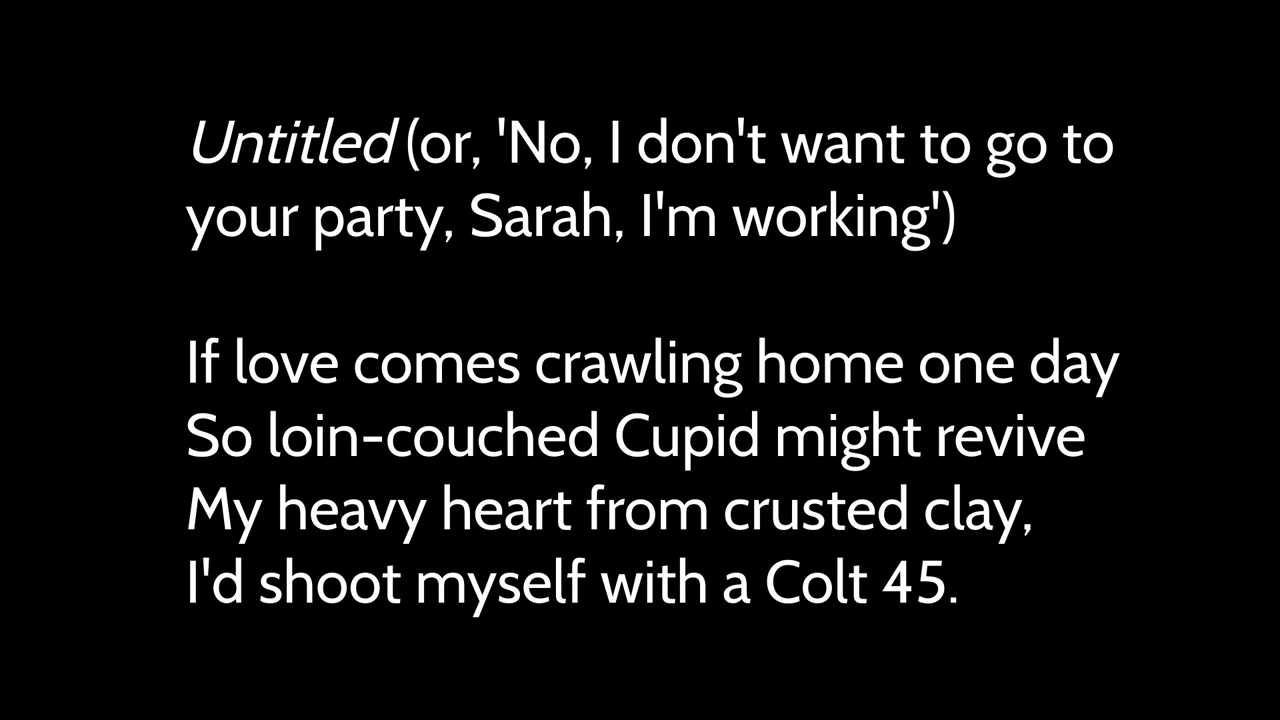 Untitled (or, 'No, I don't want to go to
your party, Sarah, I'm working')
If love comes crawling home one day
So loin-couched Cupid might revive
My heavy heart from crusted clay,
I'd shoot myself with a Colt 45.